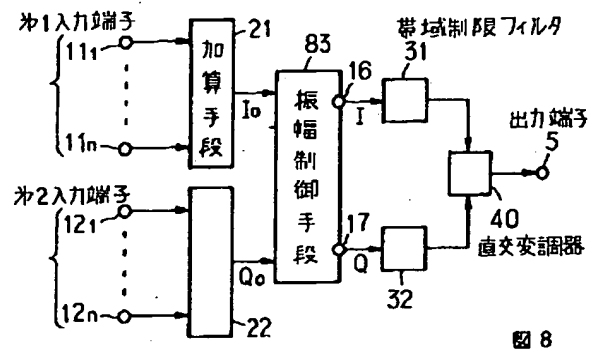 第1入力端子
11₁
11n
21
加算手段
I₀
83
振幅制御手段
16
I
帯域制限フィルタ
31
出力端子
5
40
直交変調器
第2入力端子
12₁
12n
22
Q₀
17
Q
32
図8